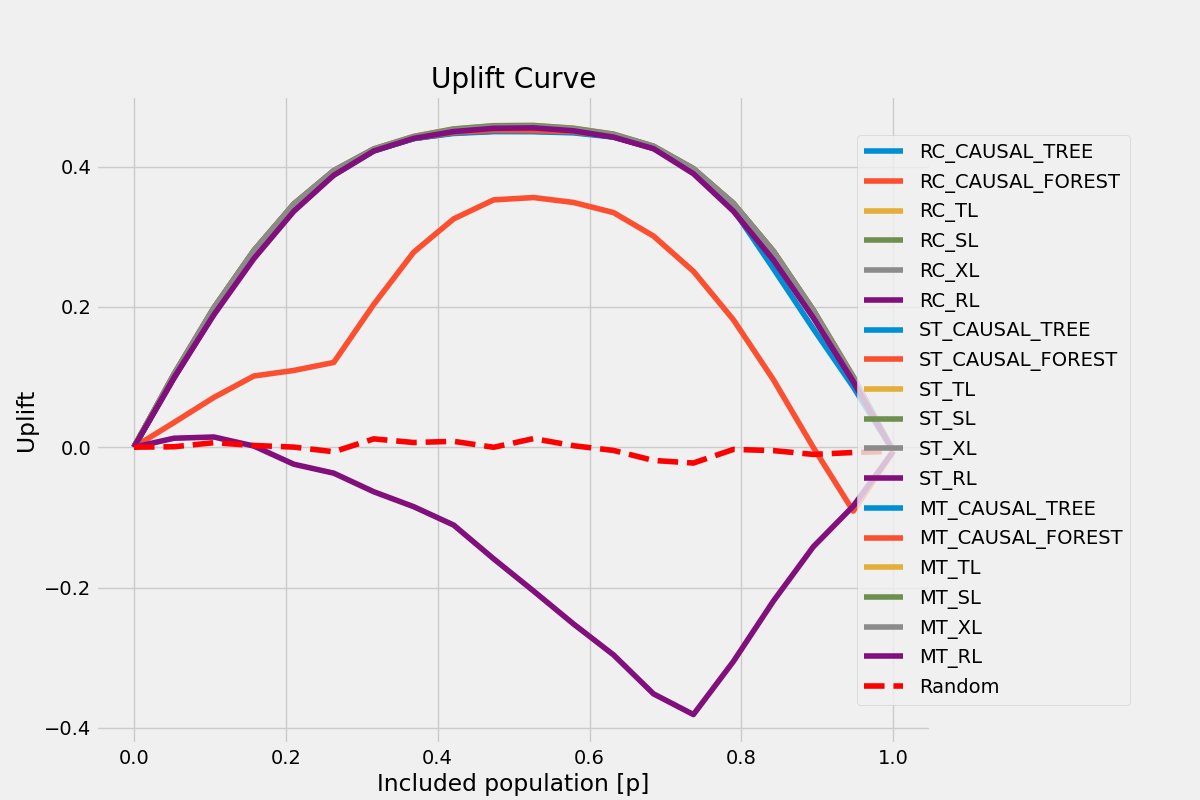 Uplift Curve
Uplift
0.4
0.2
0.0
−0.2
−0.4
0.0 0.2 0.4 0.6 0.8 1.0
Included population [p]
RC_CAUSAL_TREE
RC_CAUSAL_FOREST
RC_TL
RC_SL
RC_XL
RC_RL
ST_CAUSAL_TREE
ST_CAUSAL_FOREST
ST_TL
ST_SL
ST_XL
ST_RL
MT_CAUSAL_TREE
MT_CAUSAL_FOREST
MT_TL
MT_SL
MT_XL
MT_RL
Random